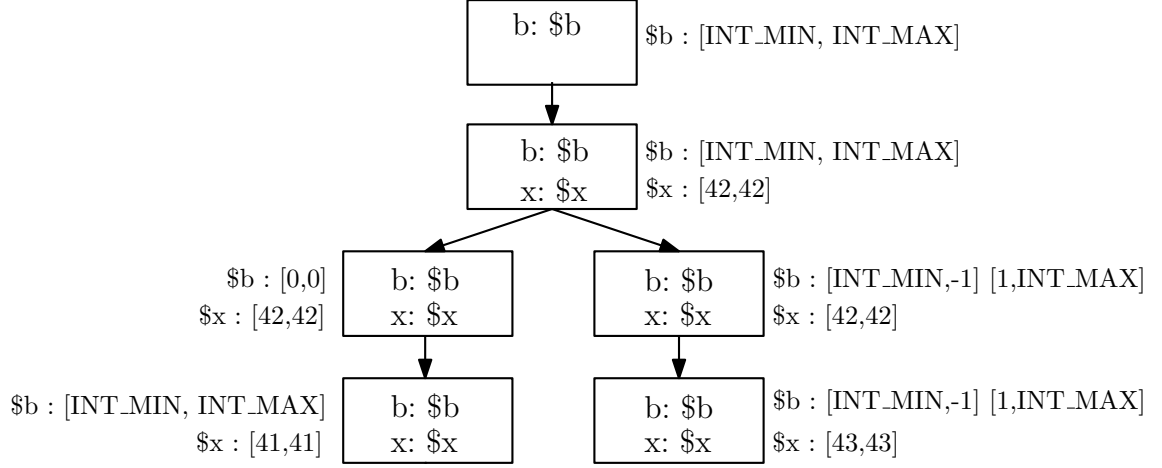 b: $b
$b : [INT_MIN, INT_MAX]
b: $b
$b : [INT_MIN, INT_MAX]
x: $x
$x : [42,42]
$b : [0,0]
b: $b
$x : [42,42]
x: $x
b: $b
$b : [INT_MIN,-1] [1,INT_MAX]
x: $x
$x : [42,42]
$b : [INT_MIN, INT_MAX]
b: $b
$x : [41,41]
x: $x
b: $b
$b : [INT_MIN,-1] [1,INT_MAX]
x: $x
$x : [43,43]